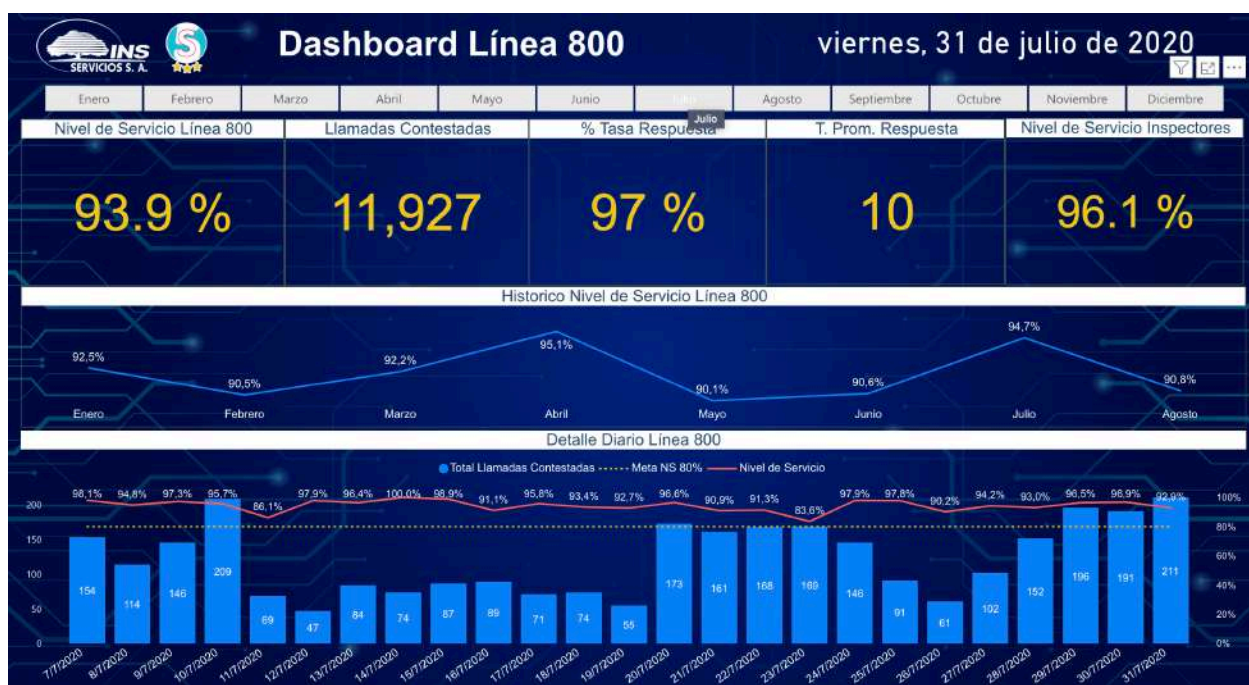 INS
SERVICIOS S. A.
S
Dashboard Línea 800
viernes, 31 de julio de 2020
Enero Febrero Marzo Abril Mayo Junio Julio Agosto Septiembre Octubre Noviembre Diciembre
Julio
Nivel de Servicio Línea 800 Llamadas Contestadas % Tasa Respuesta T. Prom. Respuesta Nivel de Servicio Inspectores
93.9 % 11,927 97 % 10 96.1 %
Historico Nivel de Servicio Línea 800
92,5% 90,5% 92,2% 95,1% 90,1% 90,6% 94,7% 90,8%
Enero Febrero Marzo Abril Mayo Junio Julio Agosto
Detalle Diario Línea 800
Total Llamadas Contestadas Meta NS 80% Nivel de Servicio
98,1% 94,8% 97,3% 95,7% 86,1% 97,9% 96,4% 100,0% 98,9% 91,1% 95,8% 93,4% 92,7% 96,6% 90,9% 91,3% 83,6% 97,9% 97,8% 90,2% 94,2% 93,0% 96,5% 96,9% 92,9%
200 100%
150 80%
60%
100 40%
50 20%
0 0%
154 114 146 209 69 47 84 74 87 89 71 74 55 173 161 168 169 146 91 61 102 152 196 191 211
7/7/2020 8/7/2020 9/7/2020 10/7/2020 11/7/2020 12/7/2020 13/7/2020 14/7/2020 15/7/2020 16/7/2020 17/7/2020 18/7/2020 19/7/2020 20/7/2020 21/7/2020 22/7/2020 23/7/2020 24/7/2020 25/7/2020 26/7/2020 27/7/2020 28/7/2020 29/7/2020 30/7/2020 31/7/2020